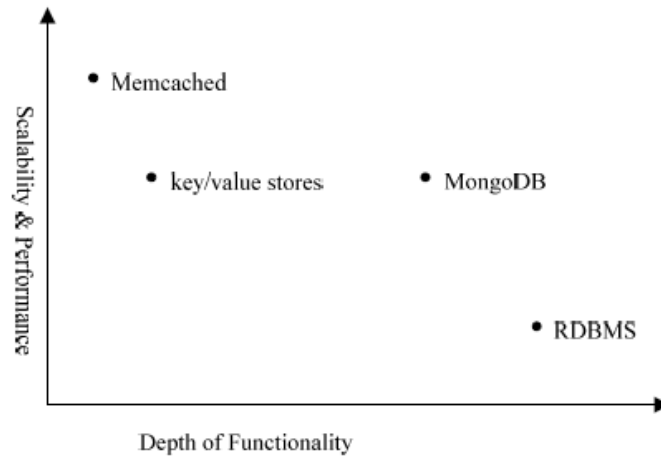 Memcached
Scalability & Performance
key/value stores
MongoDB
RDBMS
Depth of Functionality